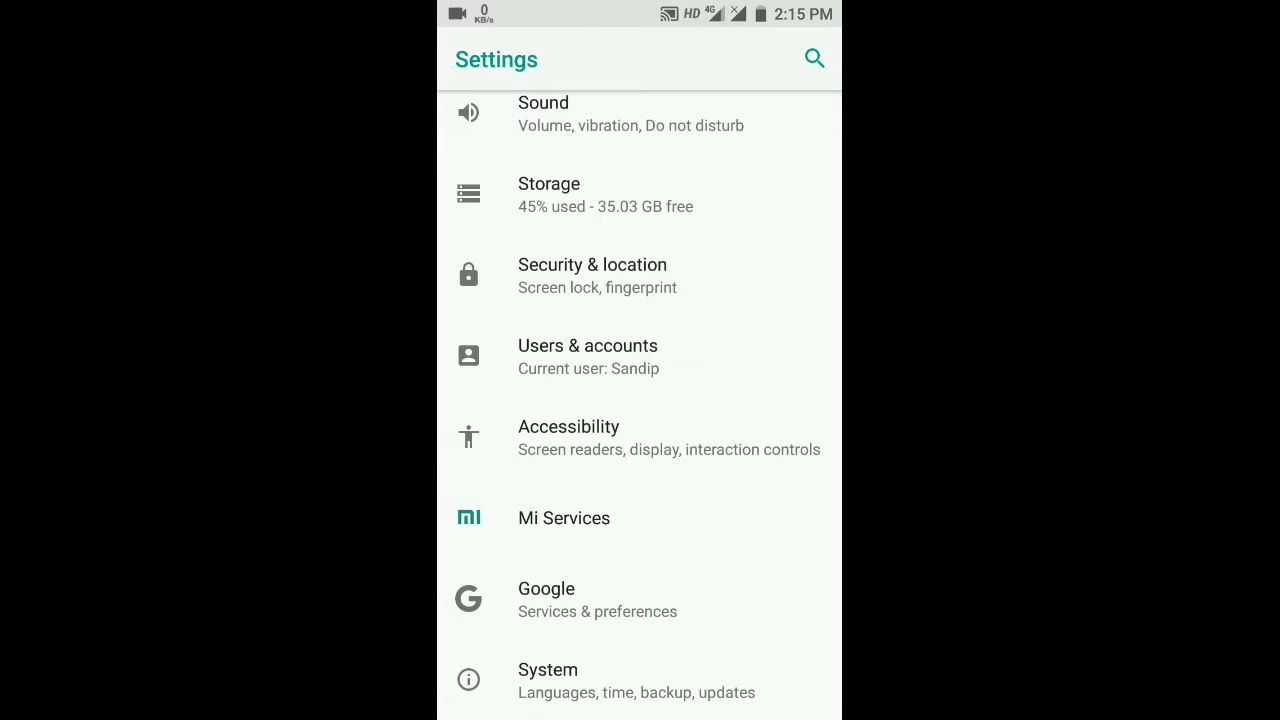 0 KB/s HD 4G 2:15 PM
Settings
Sound
Volume, vibration, Do not disturb
Storage
45% used - 35.03 GB free
Security & location
Screen lock, fingerprint
Users & accounts
Current user: Sandip
Accessibility
Screen readers, display, interaction controls
Mi Services
Google
Services & preferences
System
Languages, time, backup, updates